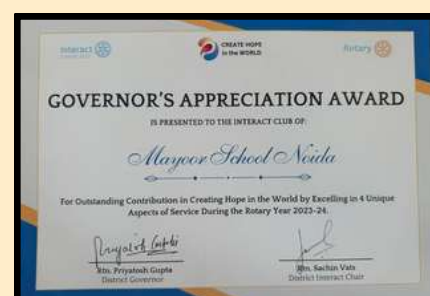 Interact
CREATE HOPE
in the WORLD
Rotary
GOVERNOR'S APPRECIATION AWARD
IS PRESENTED TO THE INTERACT CLUB OF:
Mayoor School Noida
For Outstanding Contribution in Creating Hope in the World by Excelling in 4 Unique
Aspects of Service During the Rotary Year 2023-24.
Rtn. Priyatosh Gupta
District Governor
Rtn. Sachin Vats
District Interact Chair